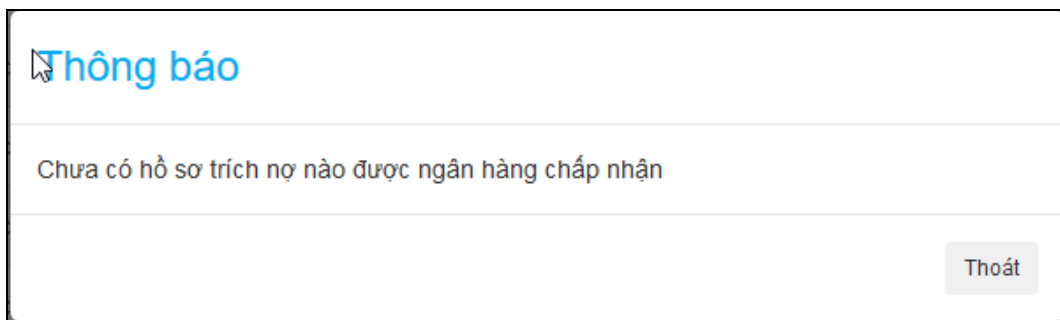 Thông báo
Chưa có hồ sơ trích nợ nào được ngân hàng chấp nhận
Thoát